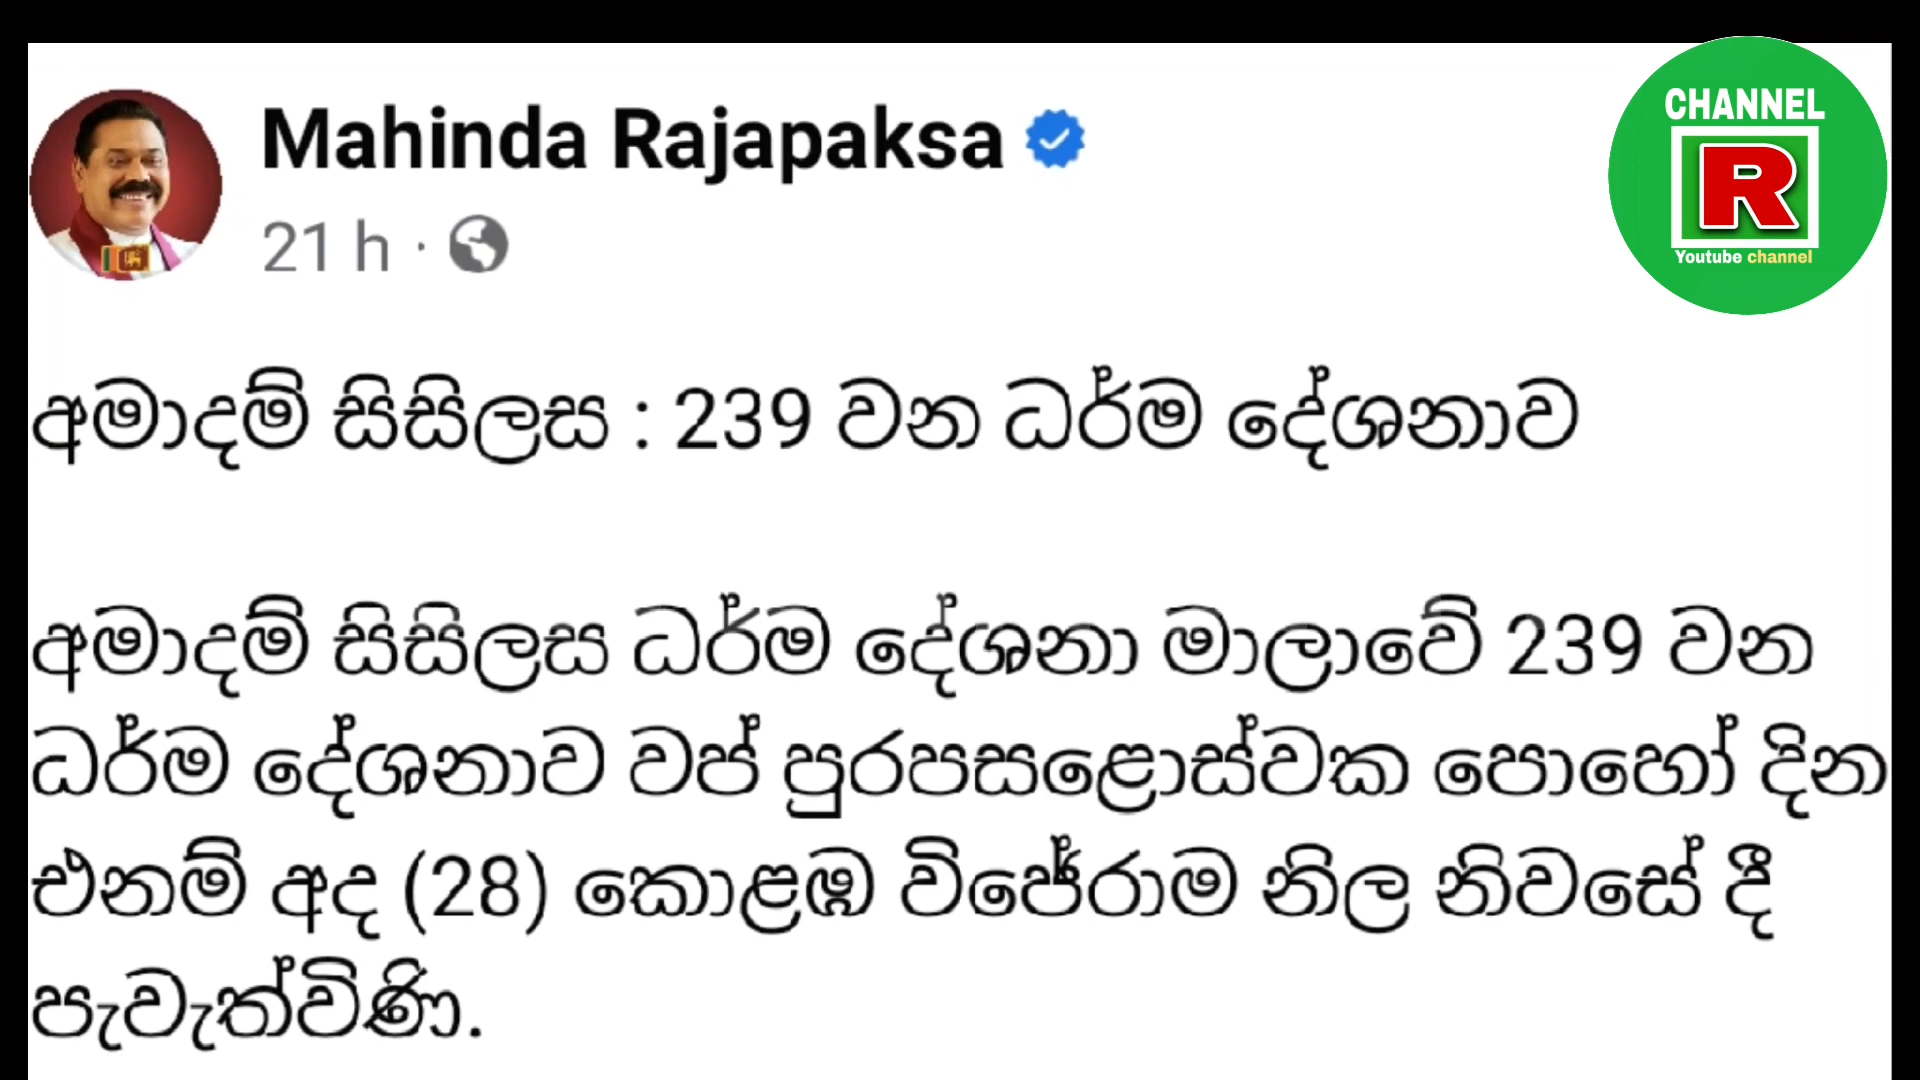 Mahinda Rajapaksa
21 h ·
CHANNEL
R
Youtube channel
අමාදම් සිසිලස : 239 වන ධර්ම දේශනාව
අමාදම් සිසිලස ධර්ම දේශනා මාලාවේ 239 වන
ධර්ම දේශනාව වප් පුරපසළොස්වක පොහෝ දින
එනම් අද (28) කොළඹ විජේරාම නිල නිවසේ දී
පැවැත්විණි.